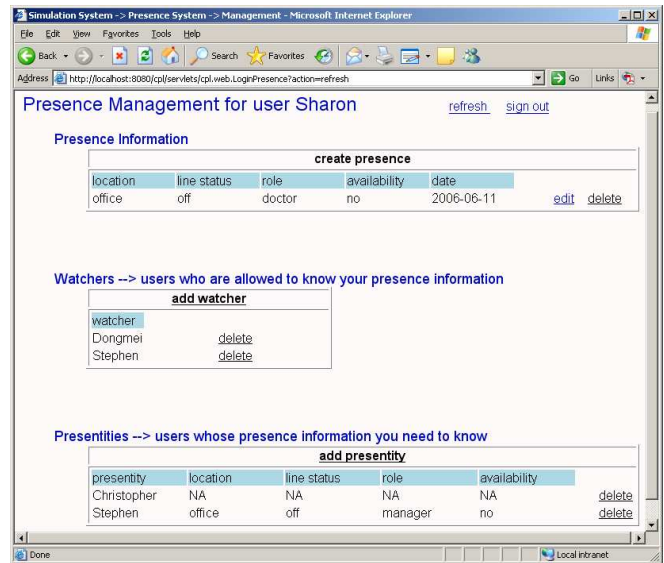 Simulation System -> Presence System -> Management - Microsoft Internet Explorer
File Edit View Favorites Tools Help
Back Search Favorites
Address http://localhost:8080/cpl/servlets/cpl.web.LoginPresence?action=refresh Go Links
Presence Management for user Sharon refresh sign out
Presence Information
create presence
location line status role availability date
office off doctor no 2006-06-11 edit delete
Watchers --> users who are allowed to know your presence information
add watcher
watcher
Dongmei delete
Stephen delete
Presentities --> users whose presence information you need to know
add presentity
presentity location line status role availability
Christopher NA NA NA NA delete
Stephen office off manager no delete
Done Local intranet